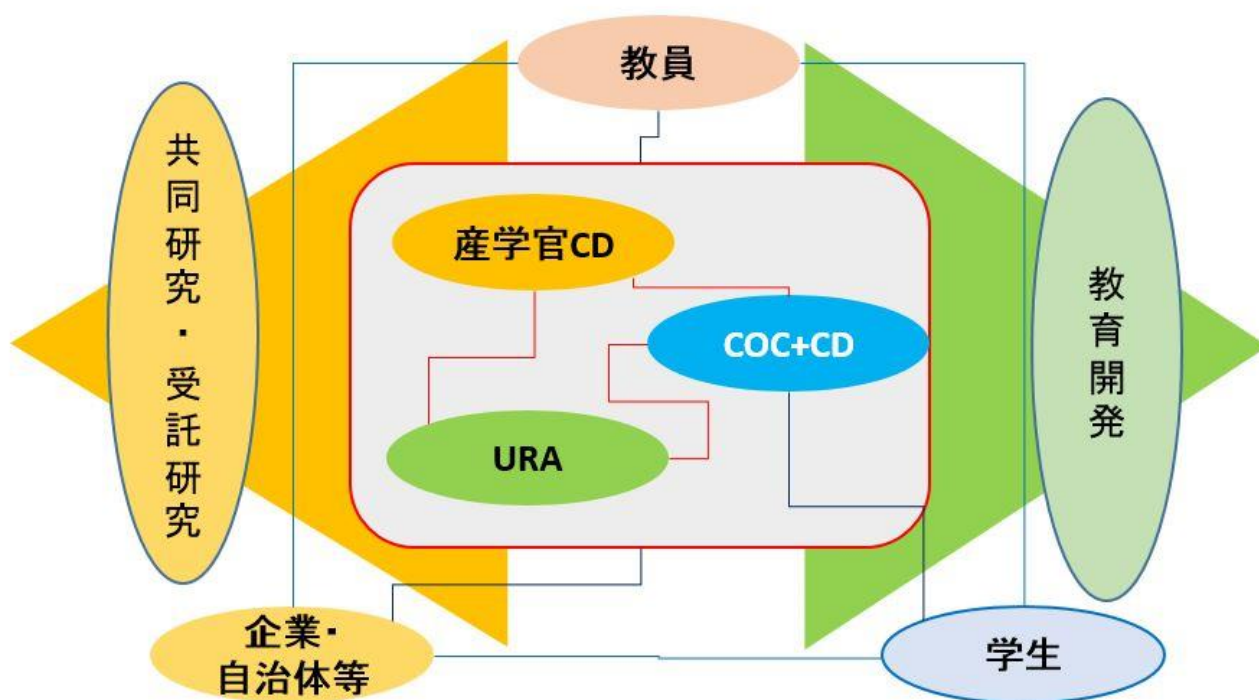 教員
共同研究・受託研究
産学官CD
COC+CD
URA
教育開発
企業・
自治体等
学生